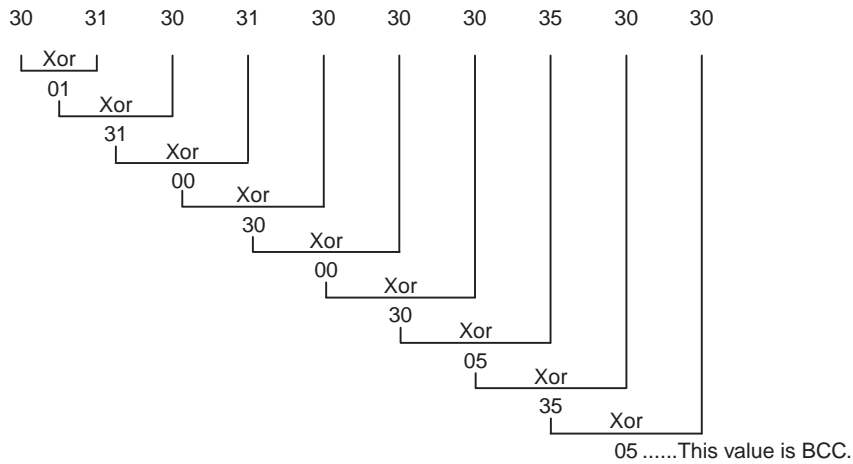 30 31 30 31 30 30 30 35 30 30
Xor
01
Xor
31
Xor
00
Xor
30
Xor
00
Xor
30
Xor
05
Xor
35
Xor
05 ......This value is BCC.